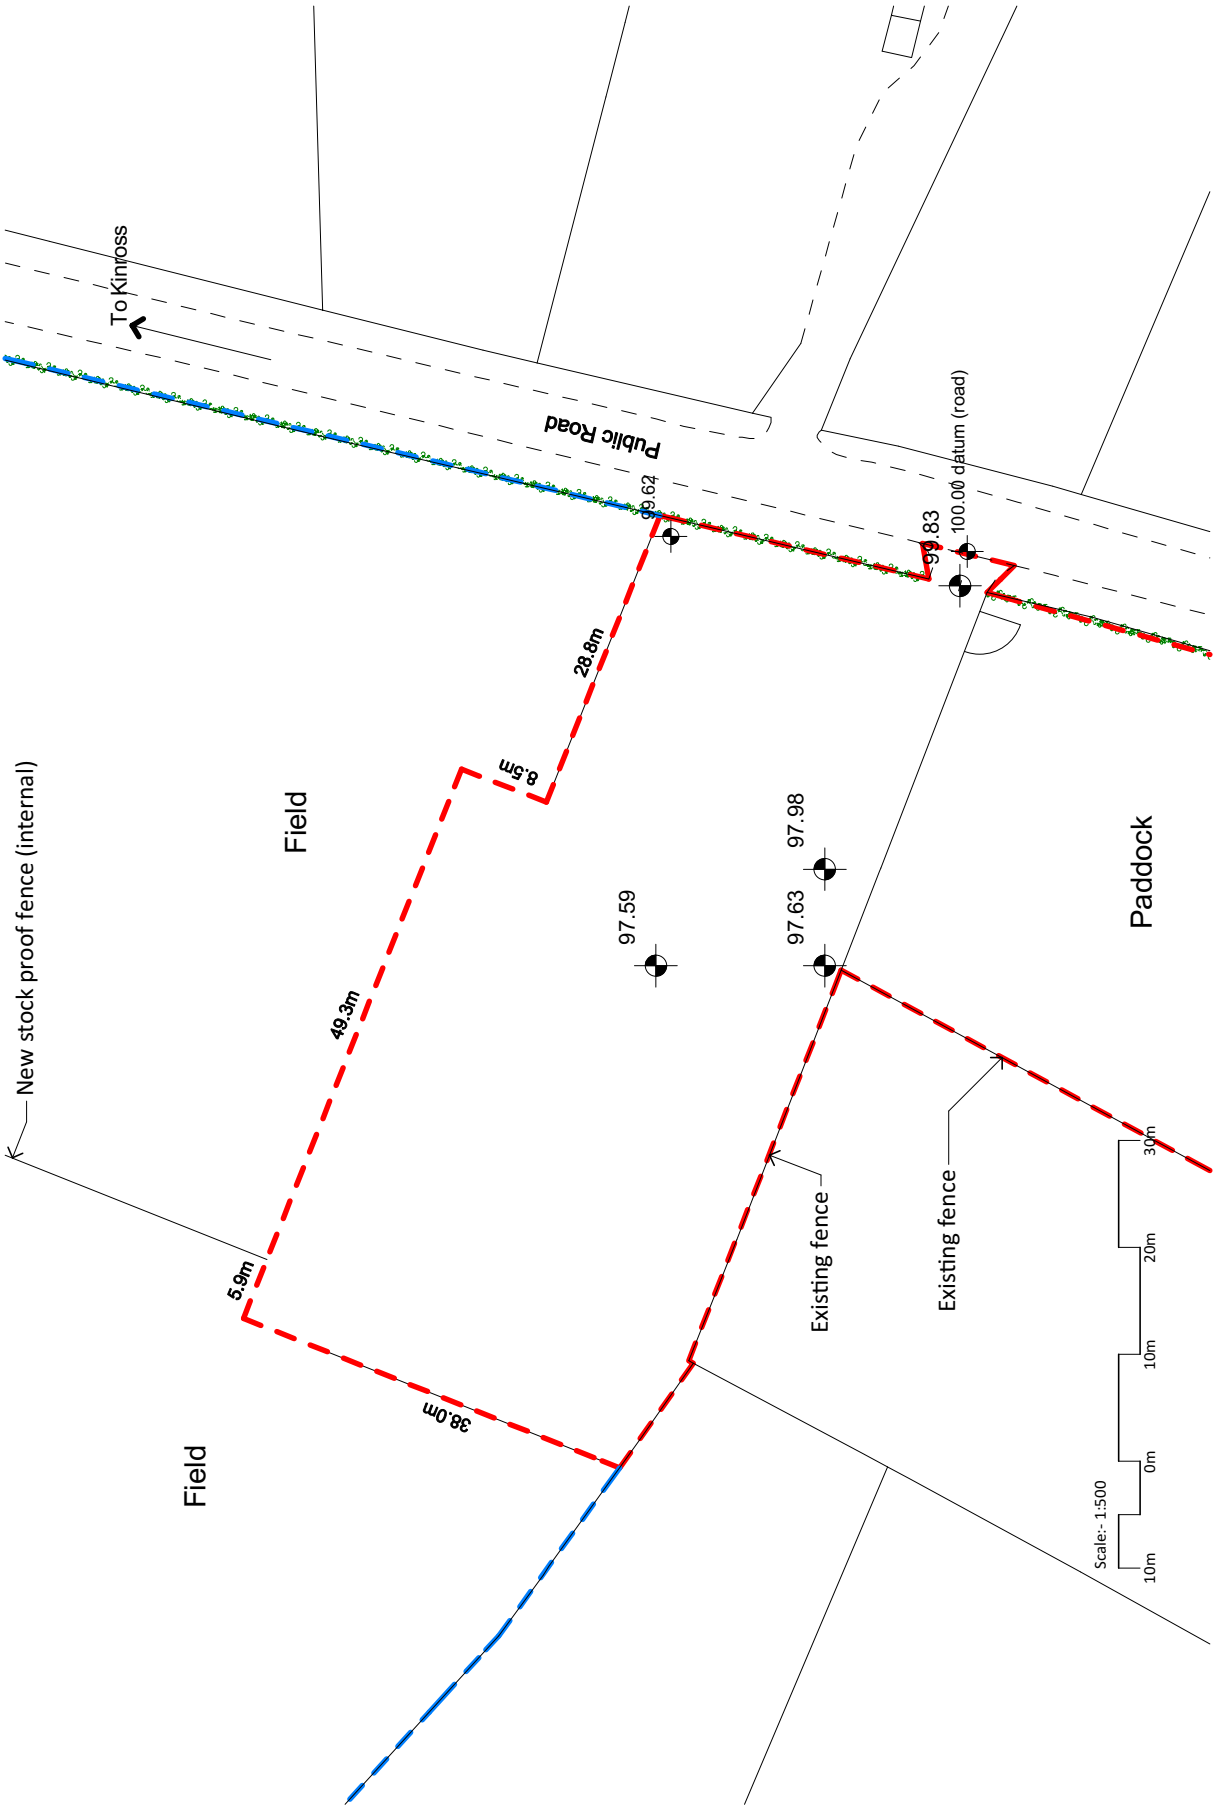 To Kinross
Public Road
99.62
100.00 datum (road)
99.83
28.8m
8.5m
New stock proof fence (internal)
Field
49.3m
97.59
97.98
97.63
Paddock
5.9m
38.0m
Field
Existing fence
Existing fence
Scale:- 1:500
10m
0m
10m
20m
30m